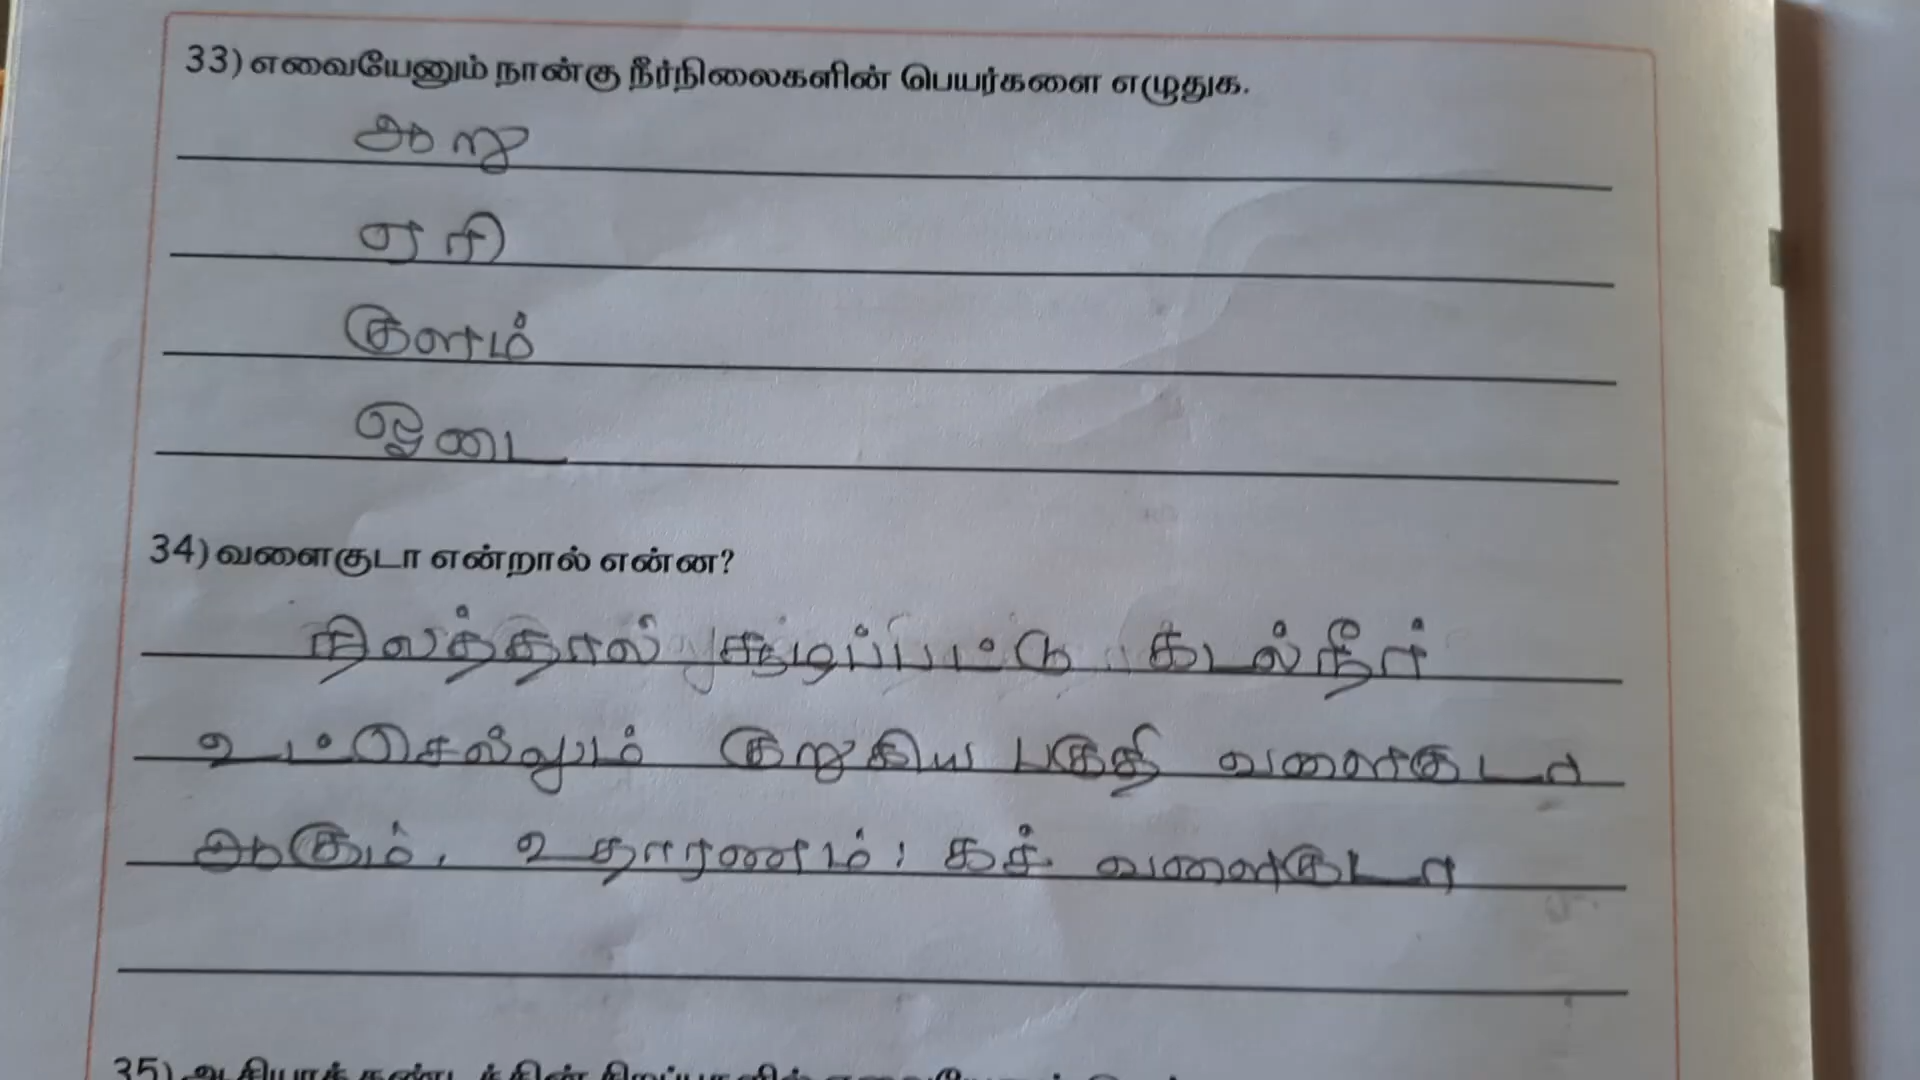 33) எவையேனும் நான்கு நீர்நிலைகளின் பெயர்களை எழுதுக.
ஆறு
ஏரி
குளம்
ஓடை
34) வளைகுடா என்றால் என்ன?
நிலத்தால் சூழப்பட்டு கடல்நீர்
உட்செல்லும் குறுகிய பகுதி வளைகுடா
ஆகும். உதாரணம்: கச் வளைகுடா
35)